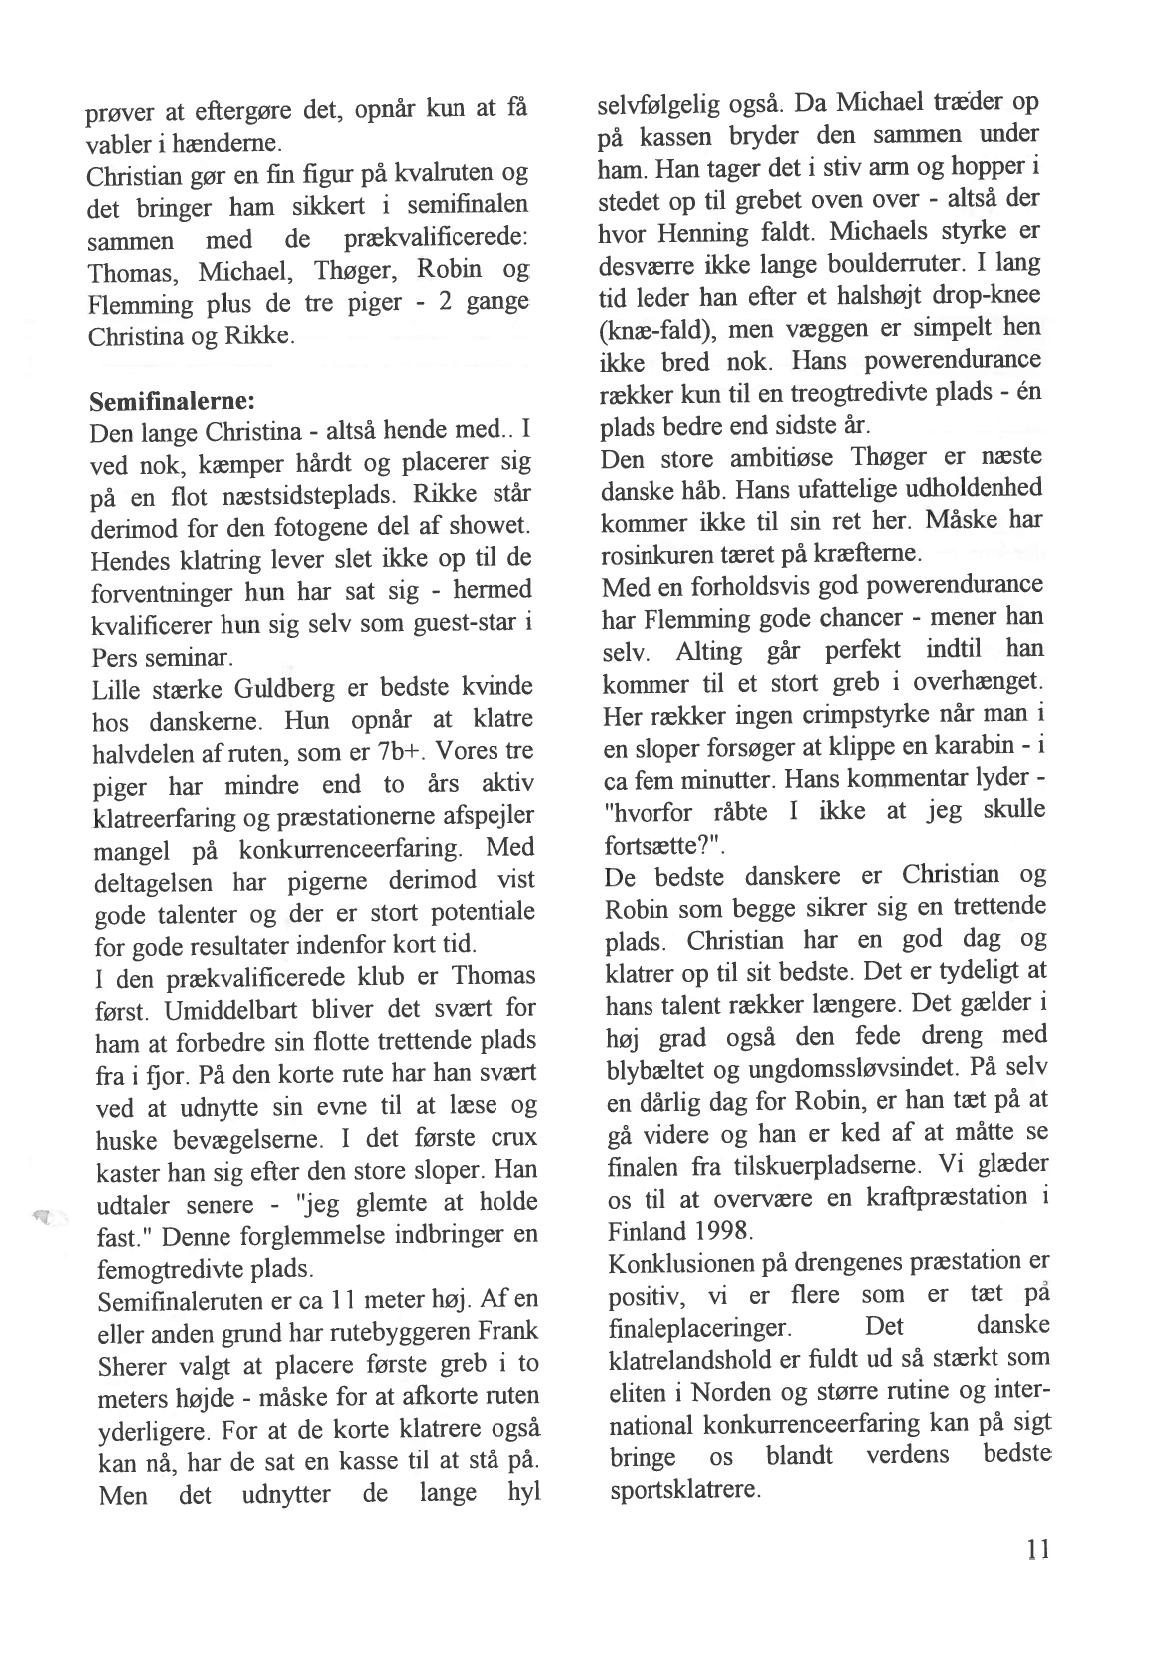 prøver at eftergøre det, opnår kun at få
vabler i hænderne.
Christian gør en fin figur på kvalruten og
det bringer ham sikkert i semifinalen
sammen med de prækvalificerede:
Thomas, Michael, Thøger, Robin og
Flemming plus de tre piger - 2 gange
Christina og Rikke.
Semifinalerne:
Den lange Christina - altså hende med.. I
ved nok, kæmper hårdt og placerer sig
på en flot næstsidsteplads. Rikke står
derimod for den fotogene del af showet.
Hendes klatring lever slet ikke op til de
forventninger hun har sat sig - hermed
kvalificerer hun sig selv som guest-star i
Pers seminar.
Lille stærke Guldberg er bedste kvinde
hos danskerne. Hun opnår at klatre
halvdelen af ruten, som er 7b+. Vores tre
piger har mindre end to års aktiv
klatreerfaring og præstationerne afspejler
mangel på konkurrenceerfaring. Med
deltagelsen har pigerne derimod vist
gode talenter og der er stort potentiale
for gode resultater indenfor kort tid.
I den prækvalificerede klub er Thomas
først. Umiddelbart bliver det svært for
ham at forbedre sin flotte trettende plads
fra i fjor. På den korte rute har han svært
ved at udnytte sin evne til at læse og
huske bevægelserne. I det første crux
kaster han sig efter den store sloper. Han
udtaler senere - "jeg glemte at holde
fast." Denne forglemmelse indbringer en
femogtredivte plads.
Semifinaleruten er ca 11 meter høj. Af en
eller anden grund har rutebyggeren Frank
Sherer valgt at placere første greb i to
meters højde - måske for at afkorte ruten
yderligere. For at de korte klatrere også
kan nå, har de sat en kasse til at stå på.
Men det udnytter de lange hyl
selvfølgelig også. Da Michael træder op
på kassen bryder den sammen under
ham. Han tager det i stiv arm og hopper i
stedet op til grebet oven over - altså der
hvor Henning faldt. Michaels styrke er
desværre ikke lange boulderruter. I lang
tid leder han efter et halshøjt drop-knee
(knæ-fald), men væggen er simpelt hen
ikke bred nok. Hans powerendurance
rækker kun til en treogtredivte plads - én
plads bedre end sidste år.
Den store ambitiøse Thøger er næste
danske håb. Hans ufattelige udholdenhed
kommer ikke til sin ret her. Måske har
rosinkuren tæret på kræfterne.
Med en forholdsvis god powerendurance
har Flemming gode chancer - mener han
selv. Alting går perfekt indtil han
kommer til et stort greb i overhænget.
Her rækker ingen crimpstyrke når man i
en sloper forsøger at klippe en karabin - i
ca fem minutter. Hans kommentar lyder -
"hvorfor råbte I ikke at jeg skulle
fortsætte?".
De bedste danskere er Christian og
Robin som begge sikrer sig en trettende
plads. Christian har en god dag og
klatrer op til sit bedste. Det er tydeligt at
hans talent rækker længere. Det gælder i
høj grad også den fede dreng med
blybæltet og ungdomssløvsindet. På selv
en dårlig dag for Robin, er han tæt på at
gå videre og han er ked af at måtte se
finalen fra tilskuerpladserne. Vi glæder
os til at overvære en kraftpræstation i
Finland 1998.
Konklusionen på drengenes præstation er
positiv, vi er flere som er tæt på
finaleplaceringer. Det danske
klatrelandshold er fuldt ud så stærkt som
eliten i Norden og større rutine og inter-
national konkurrenceerfaring kan på sigt
bringe os blandt verdens bedste
sportsklatrere.
11